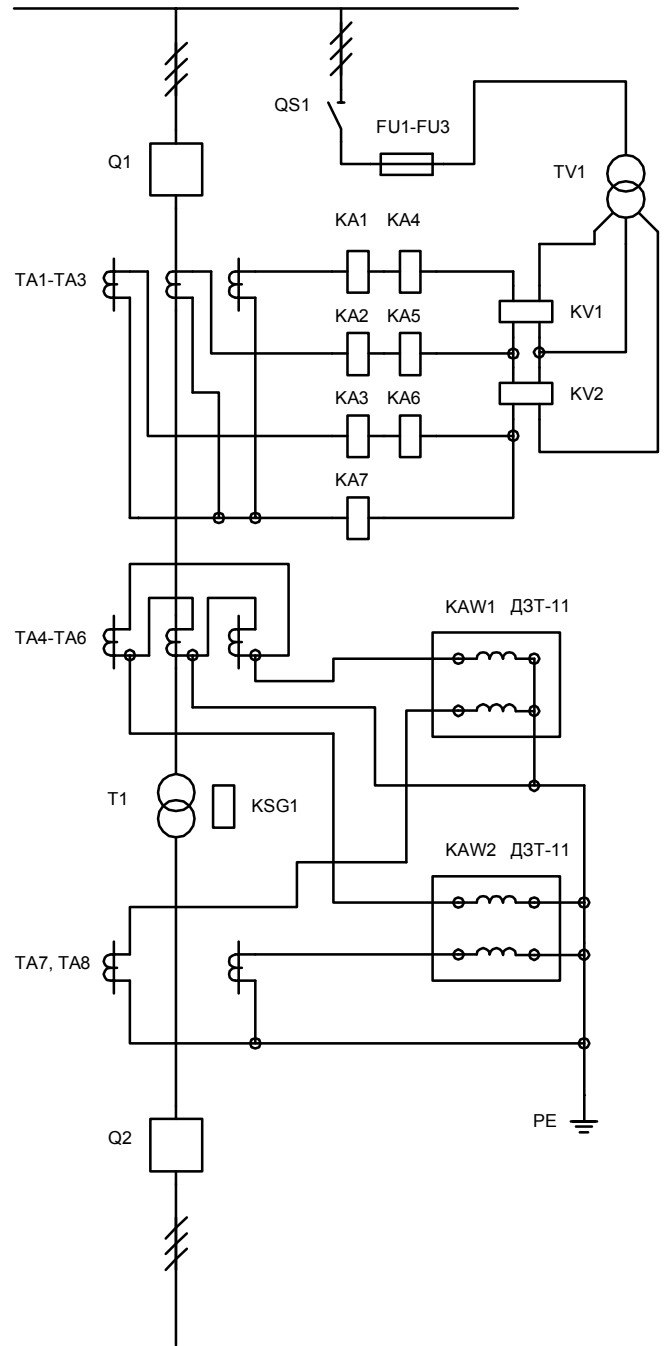 QS1
FU1-FU3
Q1
TV1
KA1 KA4
TA1-TA3
KA2 KA5
KV1
KA3 KA6
KV2
KA7
KAW1 ДЗТ-11
TA4-TA6
T1
KSG1
KAW2 ДЗТ-11
TA7, TA8
PE
Q2